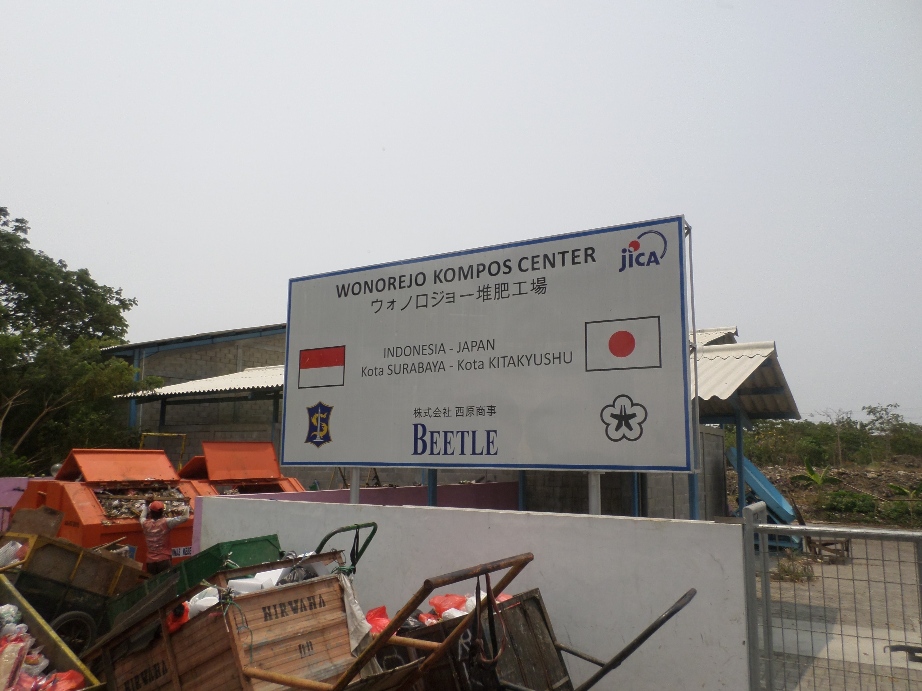 WONOREJO KOMPOS CENTER
jICA
ウォノロジョー堆肥工場
INDONESIA - JAPAN
Kota SURABAYA - Kota KITAKYUSHU
株式会社 西原商事
BEETLE
NIRWANA
NIRWANA